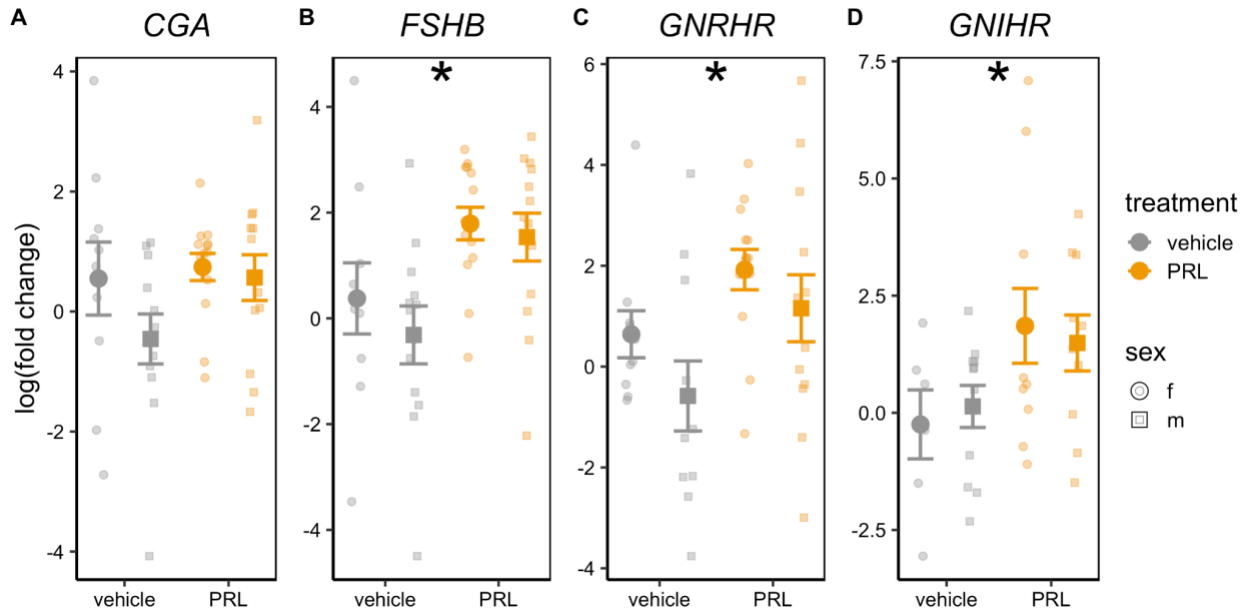 A CGA
B FSHB
C GNRHR
D GNIHR
log(fold change)
4
2
0
-2
-4
vehicle PRL
*
4
2
0
-2
-4
vehicle PRL
*
6
4
2
0
-2
-4
vehicle PRL
*
7.5
5.0
2.5
0.0
-2.5
vehicle PRL
treatment
vehicle
PRL
sex
f
m